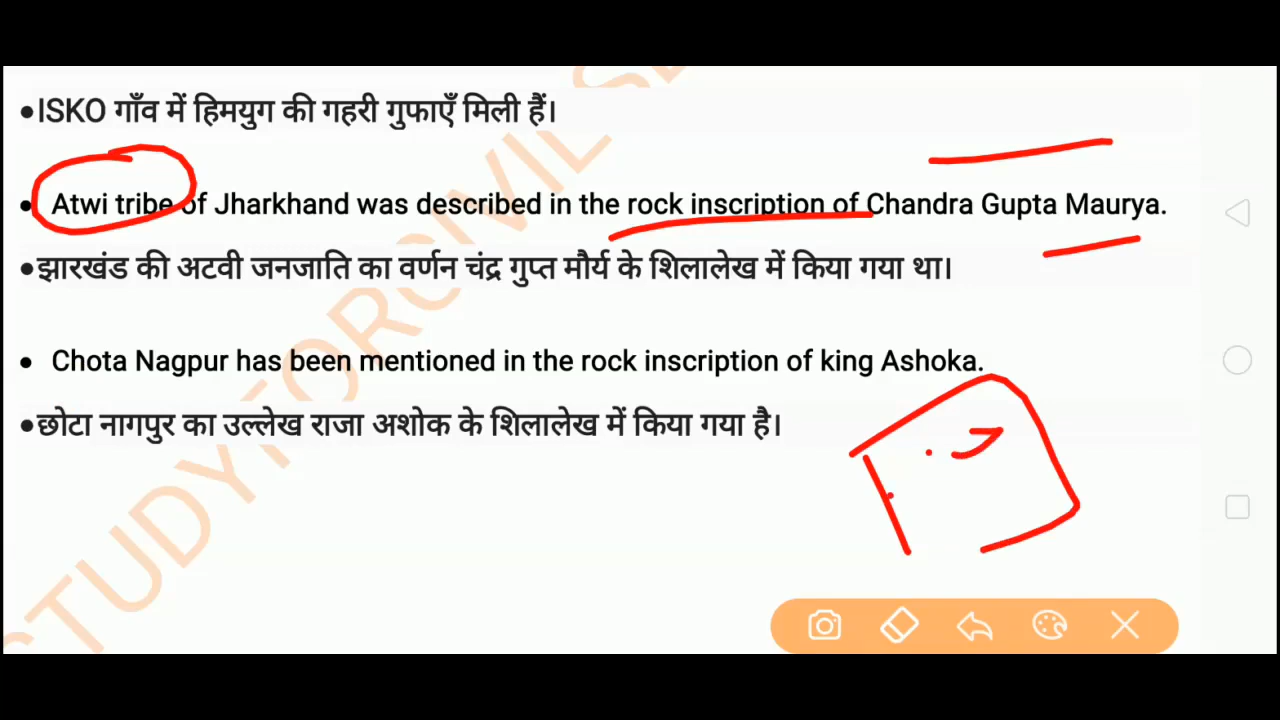 •ISKO गाँव में हिमयुग की गहरी गुफाएँ मिली हैं।
• Atwi tribe of Jharkhand was described in the rock inscription of Chandra Gupta Maurya.
•झारखंड की अटवी जनजाति का वर्णन चंद्र गुप्त मौर्य के शिलालेख में किया गया था।
• Chota Nagpur has been mentioned in the rock inscription of king Ashoka.
•छोटा नागपुर का उल्लेख राजा अशोक के शिलालेख में किया गया है।
STUDYTORCIVILSE